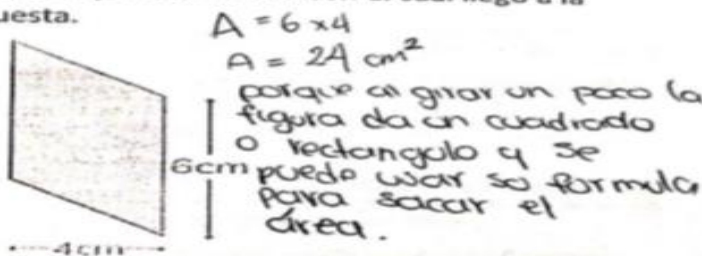 uesta.
A = 6 x 4
A = 24 cm²
porque al girar un poco la
figura da un cuadrado
o rectangulo y se
6cm puede usar so formula
para sacar el
área.
4cm